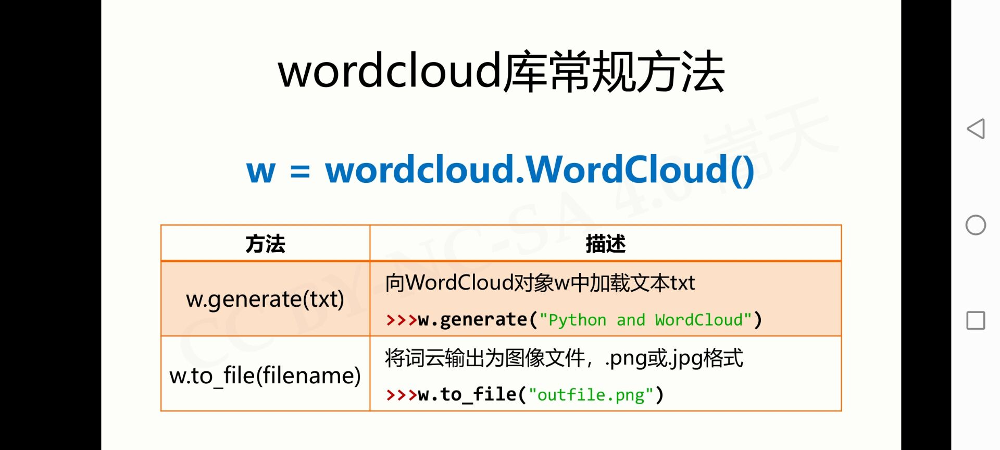 wordcloud库常规方法
w = wordcloud.WordCloud()
方法 描述
w.generate(txt)
向WordCloud对象w中加载文本txt
>>>w.generate("Python and WordCloud")
w.to_file(filename)
将词云输出为图像文件，.png或.jpg格式
>>>w.to_file("outfile.png")
CC BY-NC-SA 4.0 嵩天